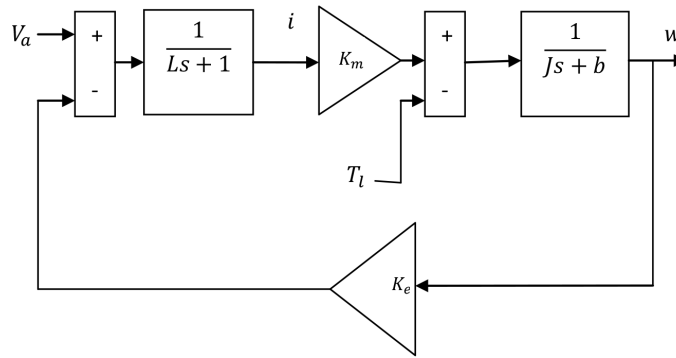 V_a
+
-
1
Ls + 1
i
K_m
+
-
T_l
1
Js + b
w
K_e